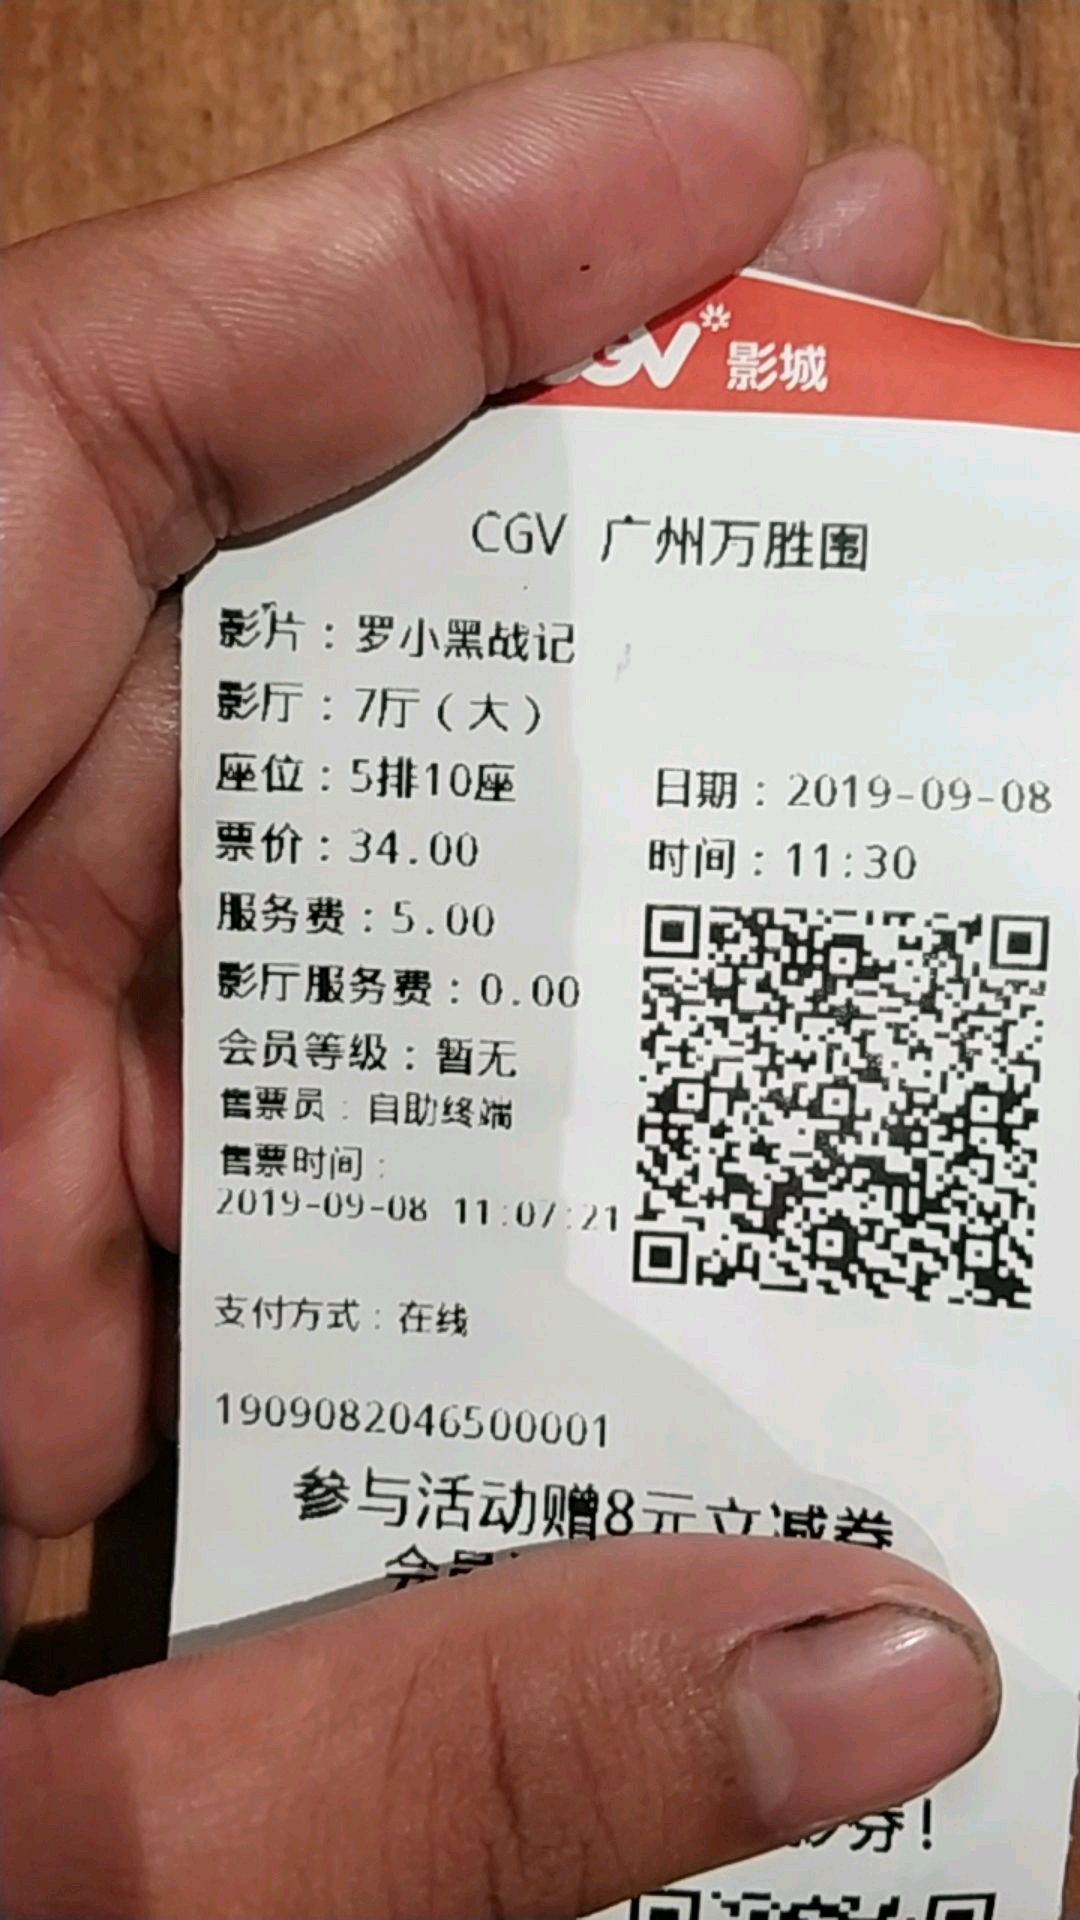 影城
CGV 广州万胜围
影片：罗小黑战记
影厅：7厅（大）
座位：5排10座
日期：2019-09-08
票价：34.00
时间：11:30
服务费：5.00
影厅服务费：0.00
会员等级：暂无
售票员：自助终端
售票时间：
2019-09-08 11:07:21
支付方式：在线
1909082046500001
参与活动赠8元立减券
会员
券！